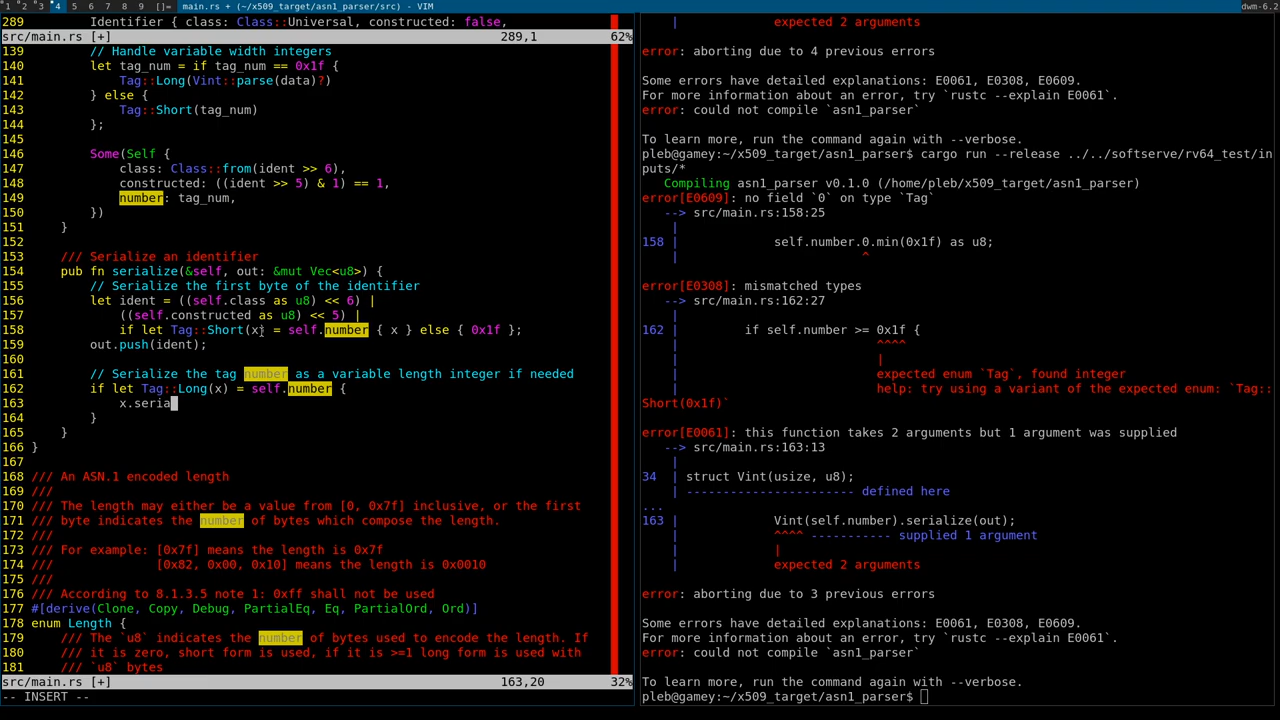 1 2 3 4 5 6 7 8 9 []= main.rs + (~/x509_target/asn1_parser/src) - VIM dwm-6.2
289         Identifier { class: Class::Universal, constructed: false,
src/main.rs [+] 289,1 62%
139         // Handle variable width integers
140         let tag_num = if tag_num == 0x1f {
141             Tag::Long(Vint::parse(data)?)
142         } else {
143             Tag::Short(tag_num)
144         };
145
146         Some(Self {
147             class: Class::from(ident >> 6),
148             constructed: ((ident >> 5) & 1) == 1,
149             number: tag_num,
150         })
151     }
152
153     /// Serialize an identifier
154     pub fn serialize(&self, out: &mut Vec<u8>) {
155         // Serialize the first byte of the identifier
156         let ident = ((self.class as u8) << 6) |
157             ((self.constructed as u8) << 5) |
158             if let Tag::Short(x) = self.number { x } else { 0x1f };
159         out.push(ident);
160
161         // Serialize the tag number as a variable length integer if needed
162         if let Tag::Long(x) = self.number {
163             x.seria
164         }
165     }
166 }
167
168 /// An ASN.1 encoded length
169 ///
170 /// The length may either be a value from [0, 0x7f] inclusive, or the first
171 /// byte indicates the number of bytes which compose the length.
172 ///
173 /// For example: [0x7f] means the length is 0x7f
174 ///              [0x82, 0x00, 0x10] means the length is 0x0010
175 ///
176 /// According to 8.1.3.5 note 1: 0xff shall not be used
177 #[derive(Clone, Copy, Debug, PartialEq, Eq, PartialOrd, Ord)]
178 enum Length {
179     /// The `u8` indicates the number of bytes used to encode the length. If
180     /// it is zero, short form is used, if it is >=1 long form is used with
181     /// `u8` bytes
src/main.rs [+] 163,20 32%
-- INSERT --
    |             expected 2 arguments

error: aborting due to 4 previous errors

Some errors have detailed explanations: E0061, E0308, E0609.
For more information about an error, try `rustc --explain E0061`.
error: could not compile `asn1_parser`

To learn more, run the command again with --verbose.
pleb@gamey:~/x509_target/asn1_parser$ cargo run --release ../../softserve/rv64_test/in
puts/*
   Compiling asn1_parser v0.1.0 (/home/pleb/x509_target/asn1_parser)
error[E0609]: no field `0` on type `Tag`
   --> src/main.rs:158:25
    |
158 |             self.number.0.min(0x1f) as u8;
    |                         ^

error[E0308]: mismatched types
   --> src/main.rs:162:27
    |
162 |         if self.number >= 0x1f {
    |                           ^^^^
    |                           |
    |                           expected enum `Tag`, found integer
    |                           help: try using a variant of the expected enum: `Tag::
Short(0x1f)`

error[E0061]: this function takes 2 arguments but 1 argument was supplied
   --> src/main.rs:163:13
    |
34  | struct Vint(usize, u8);
    | ----------------------- defined here
...
163 |             Vint(self.number).serialize(out);
    |             ^^^^ ----------- supplied 1 argument
    |             |
    |             expected 2 arguments

error: aborting due to 3 previous errors

Some errors have detailed explanations: E0061, E0308, E0609.
For more information about an error, try `rustc --explain E0061`.
error: could not compile `asn1_parser`

To learn more, run the command again with --verbose.
pleb@gamey:~/x509_target/asn1_parser$